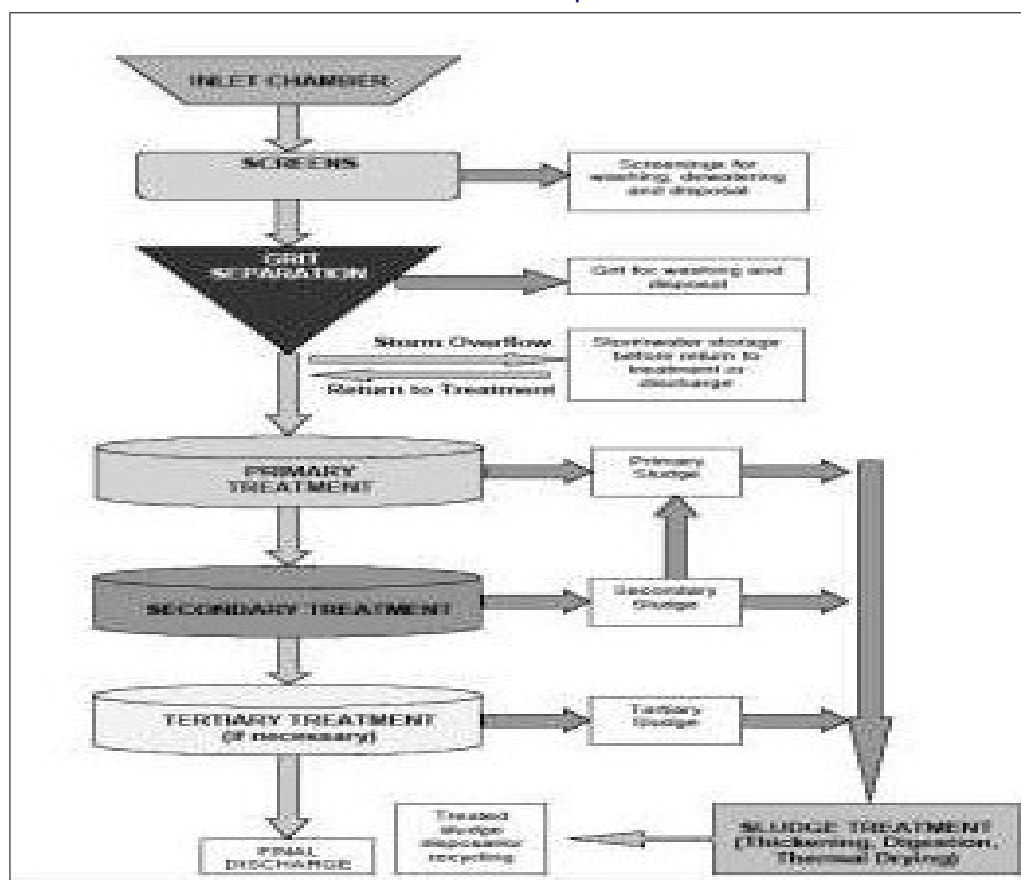 INLET CHAMBER
SCREENS
Screenings for
washing, dewatering
and disposal
GRIT
SEPARATION
Grit for washing and
disposal
Storm Overflow
Return to Treatment
Stormwater storage
before return to
treatment or
discharge
PRIMARY
TREATMENT
Primary
Sludge
SECONDARY TREATMENT
Secondary
Sludge
TERTIARY TREATMENT
(if necessary)
Tertiary
Sludge
FINAL
DISCHARGE
Treated
sludge
disposal or
recycling
SLUDGE TREATMENT
(Thickening, Digestion,
Thermal Drying)